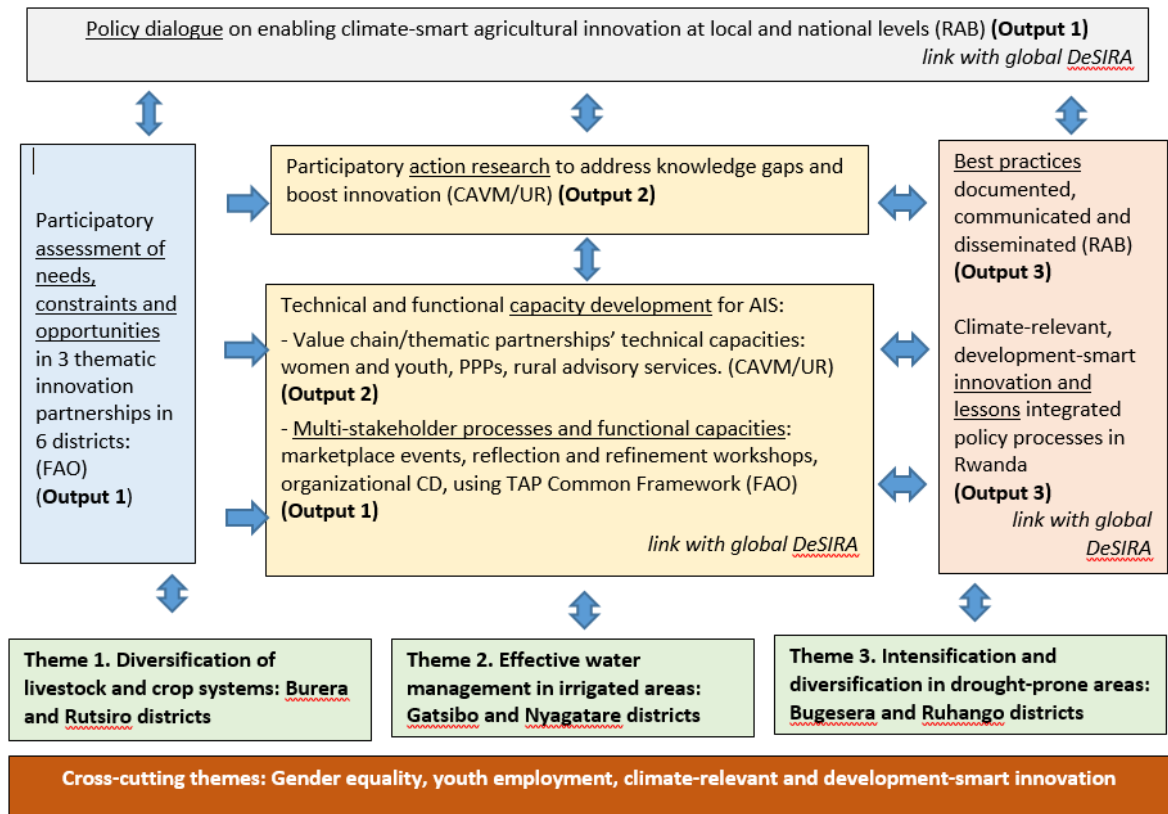 Policy dialogue on enabling climate-smart agricultural innovation at local and national levels (RAB) (Output 1)
link with global DeSIRA
Participatory
assessment of
needs,
constraints and
opportunities
in 3 thematic
innovation
partnerships in
6 districts:
(FAO)
(Output 1)
Participatory action research to address knowledge gaps and
boost innovation (CAVM/UR) (Output 2)
Technical and functional capacity development for AIS:
- Value chain/thematic partnerships’ technical capacities:
women and youth, PPPs, rural advisory services. (CAVM/UR)
(Output 2)
- Multi-stakeholder processes and functional capacities:
marketplace events, reflection and refinement workshops,
organizational CD, using TAP Common Framework (FAO)
(Output 1)
link with global DeSIRA
Best practices
documented,
communicated and
disseminated (RAB)
(Output 3)
Climate-relevant,
development-smart
innovation and
lessons integrated
policy processes in
Rwanda
(Output 3)
link with global
DeSIRA
Theme 1. Diversification of
livestock and crop systems: Burera
and Rutsiro districts
Theme 2. Effective water
management in irrigated areas:
Gatsibo and Nyagatare districts
Theme 3. Intensification and
diversification in drought-prone areas:
Bugesera and Ruhango districts
Cross-cutting themes: Gender equality, youth employment, climate-relevant and development-smart innovation